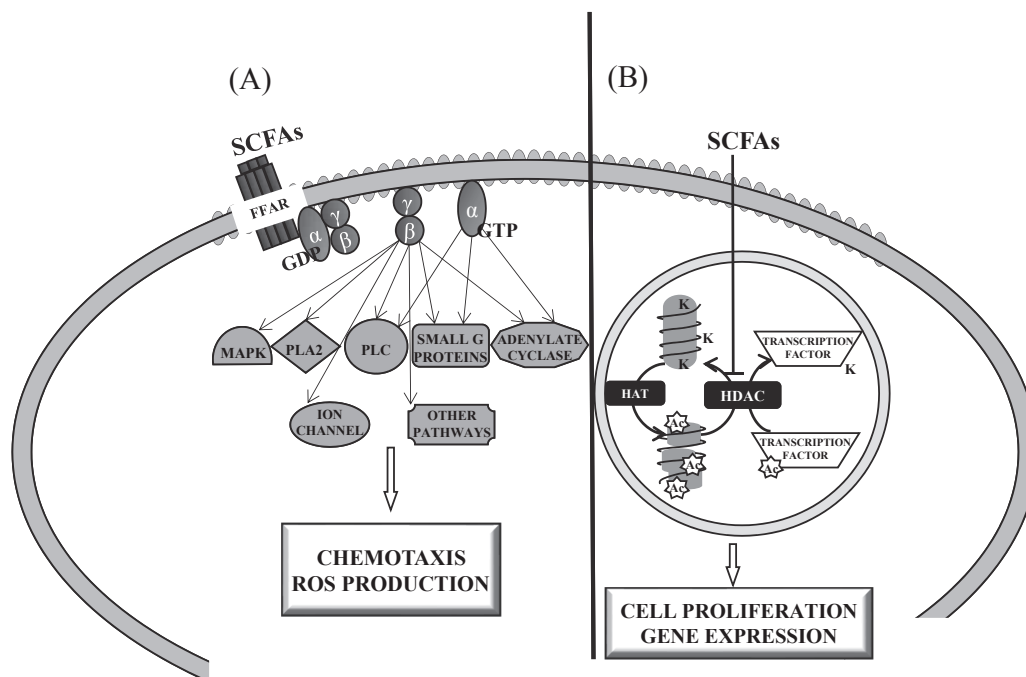 (A)
SCFAs
FFAR
γ
α
β
GDP
γ
β
α
GTP
MAPK
PLA2
PLC
SMALL G
PROTEINS
ADENYLATE
CYCLASE
ION
CHANNEL
OTHER
PATHWAYS
CHEMOTAXIS
ROS PRODUCTION
(B)
SCFAs
K
K
K
TRANSCRIPTION
FACTOR
K
HAT
HDAC
Ac
Ac
Ac
TRANSCRIPTION
FACTOR
Ac
CELL PROLIFERATION
GENE EXPRESSION